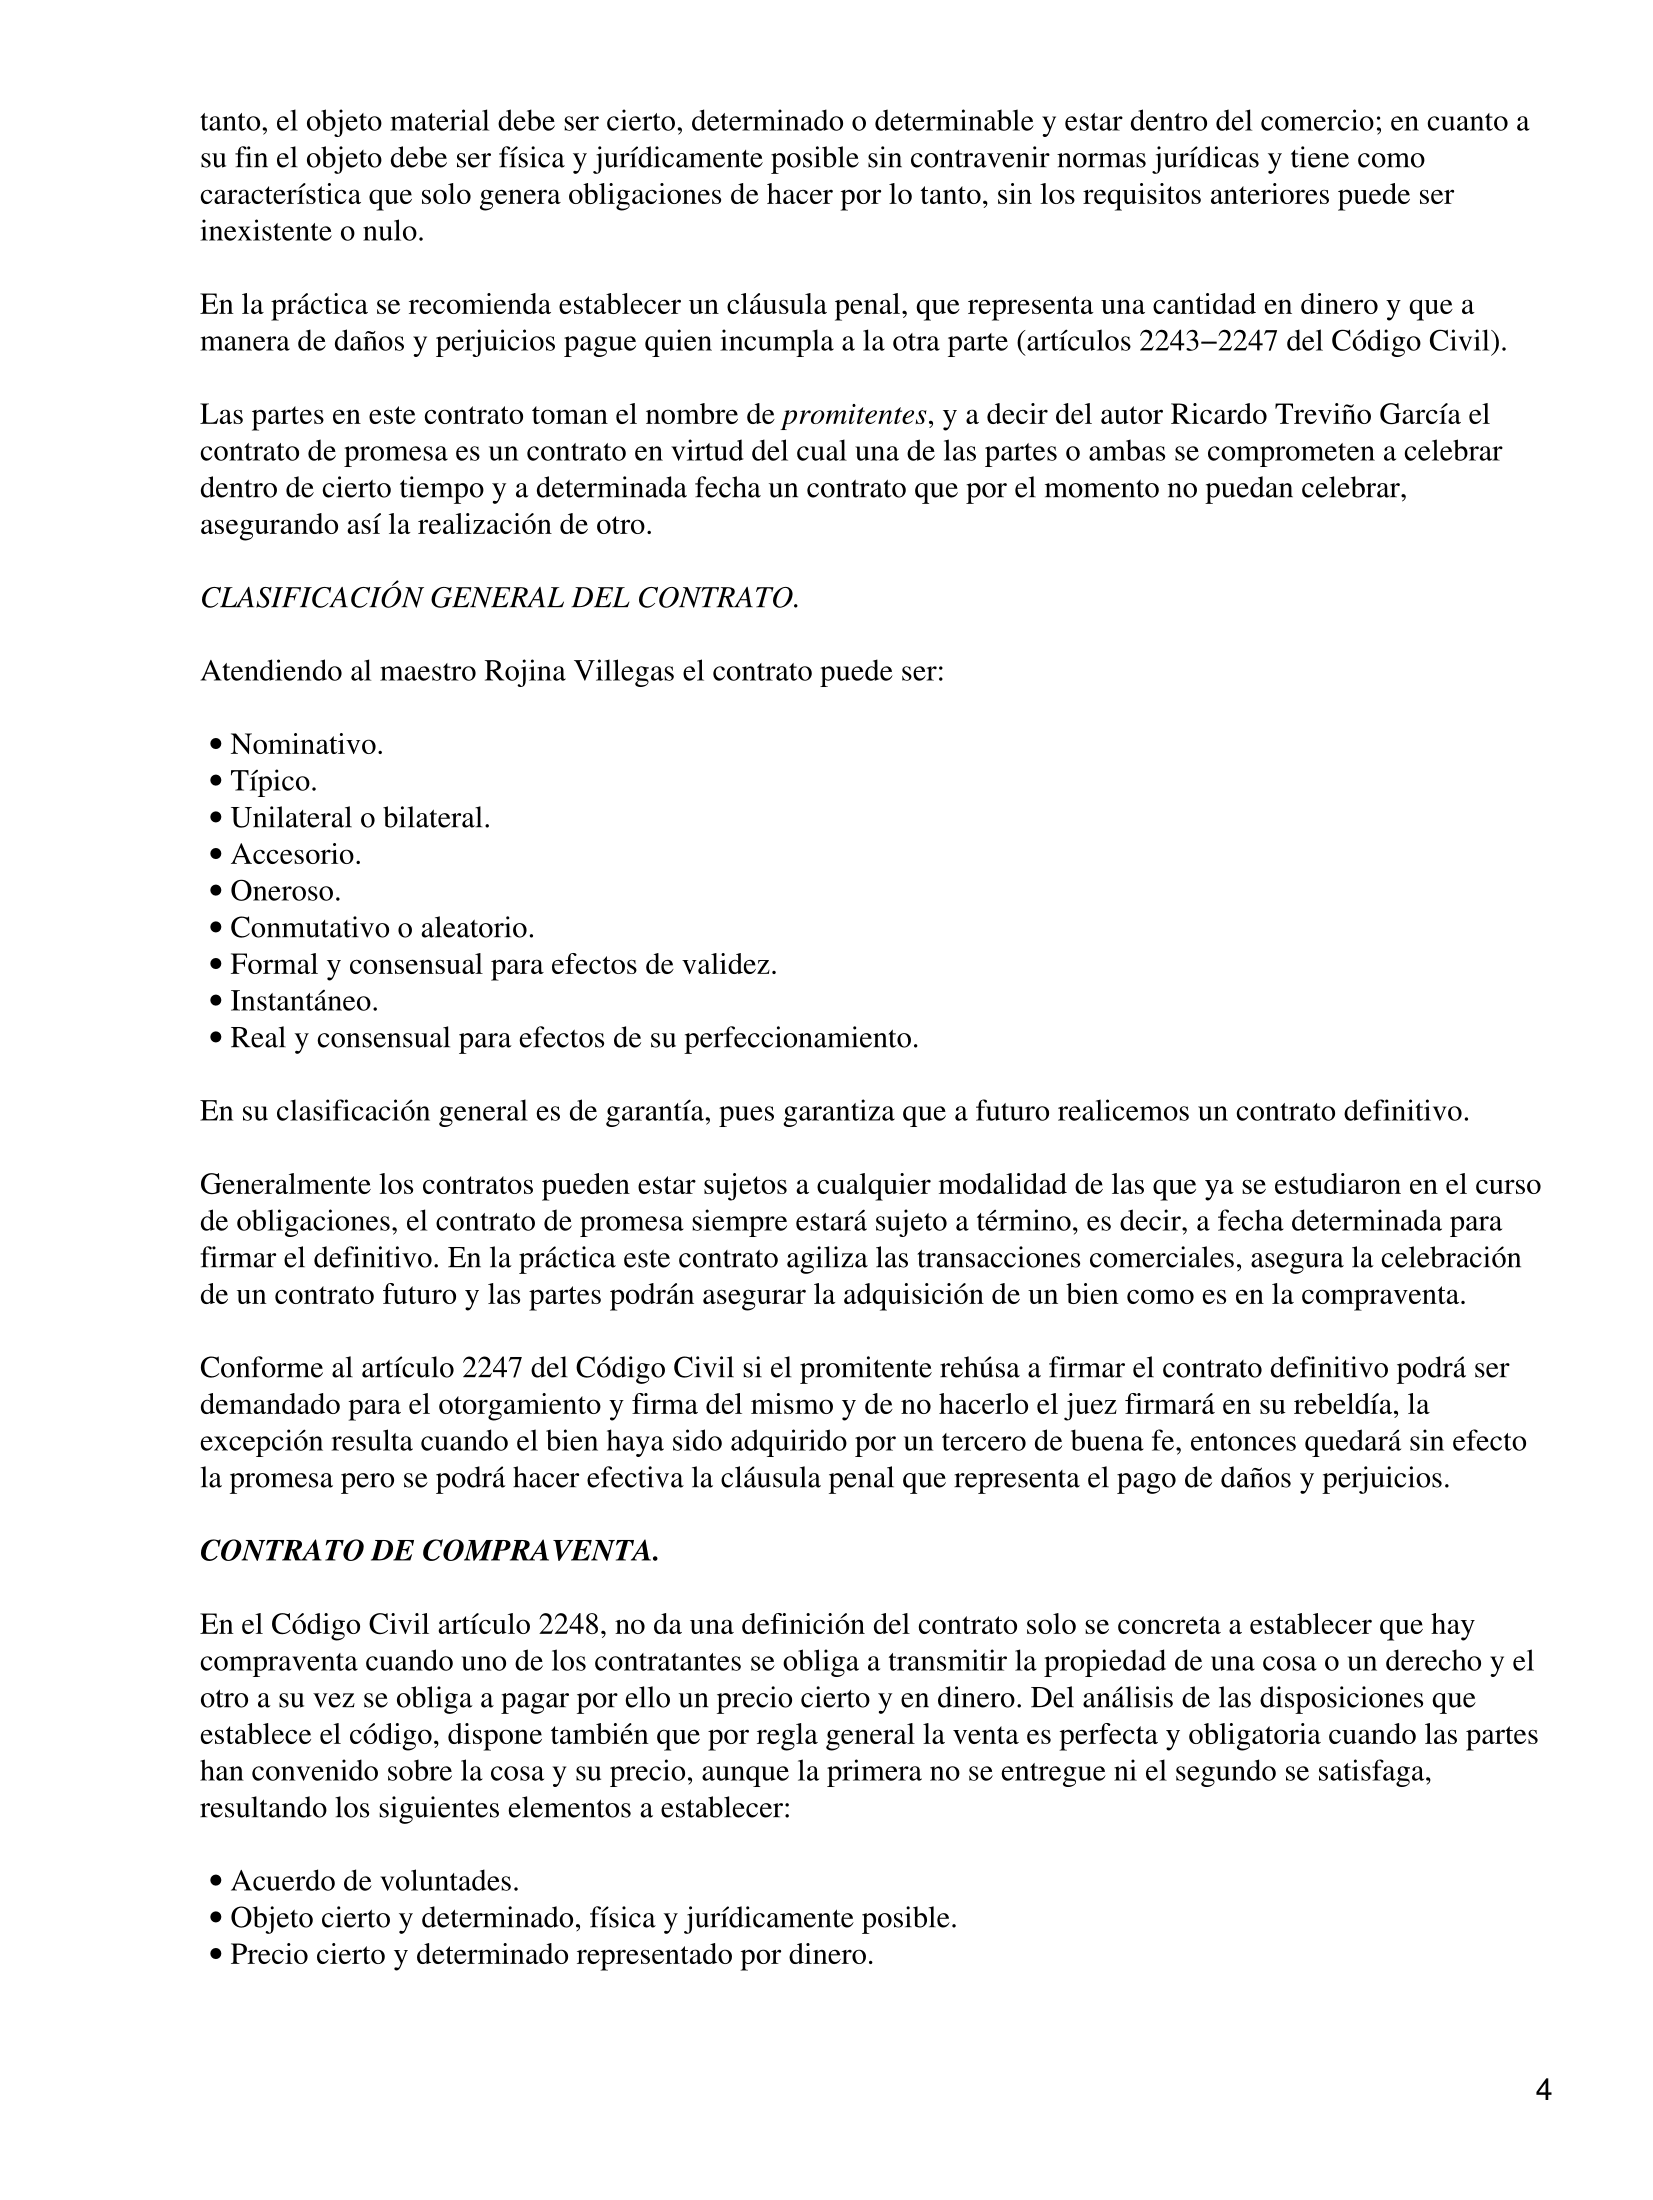 tanto, el objeto material debe ser cierto, determinado o determinable y estar dentro del comercio; en cuanto a
su fin el objeto debe ser física y jurídicamente posible sin contravenir normas jurídicas y tiene como
característica que solo genera obligaciones de hacer por lo tanto, sin los requisitos anteriores puede ser
inexistente o nulo.
En la práctica se recomienda establecer un cláusula penal, que representa una cantidad en dinero y que a
manera de daños y perjuicios pague quien incumpla a la otra parte (artículos 2243−2247 del Código Civil).
Las partes en este contrato toman el nombre de promitentes, y a decir del autor Ricardo Treviño García el
contrato de promesa es un contrato en virtud del cual una de las partes o ambas se comprometen a celebrar
dentro de cierto tiempo y a determinada fecha un contrato que por el momento no puedan celebrar,
asegurando así la realización de otro.
CLASIFICACIÓN GENERAL DEL CONTRATO.
Atendiendo al maestro Rojina Villegas el contrato puede ser:
• Nominativo.
• Típico.
• Unilateral o bilateral.
• Accesorio.
• Oneroso.
• Conmutativo o aleatorio.
• Formal y consensual para efectos de validez.
• Instantáneo.
• Real y consensual para efectos de su perfeccionamiento.
En su clasificación general es de garantía, pues garantiza que a futuro realicemos un contrato definitivo.
Generalmente los contratos pueden estar sujetos a cualquier modalidad de las que ya se estudiaron en el curso
de obligaciones, el contrato de promesa siempre estará sujeto a término, es decir, a fecha determinada para
firmar el definitivo. En la práctica este contrato agiliza las transacciones comerciales, asegura la celebración
de un contrato futuro y las partes podrán asegurar la adquisición de un bien como es en la compraventa.
Conforme al artículo 2247 del Código Civil si el promitente rehúsa a firmar el contrato definitivo podrá ser
demandado para el otorgamiento y firma del mismo y de no hacerlo el juez firmará en su rebeldía, la
excepción resulta cuando el bien haya sido adquirido por un tercero de buena fe, entonces quedará sin efecto
la promesa pero se podrá hacer efectiva la cláusula penal que representa el pago de daños y perjuicios.
CONTRATO DE COMPRAVENTA.
En el Código Civil artículo 2248, no da una definición del contrato solo se concreta a establecer que hay
compraventa cuando uno de los contratantes se obliga a transmitir la propiedad de una cosa o un derecho y el
otro a su vez se obliga a pagar por ello un precio cierto y en dinero. Del análisis de las disposiciones que
establece el código, dispone también que por regla general la venta es perfecta y obligatoria cuando las partes
han convenido sobre la cosa y su precio, aunque la primera no se entregue ni el segundo se satisfaga,
resultando los siguientes elementos a establecer:
• Acuerdo de voluntades.
• Objeto cierto y determinado, física y jurídicamente posible.
• Precio cierto y determinado representado por dinero.
4